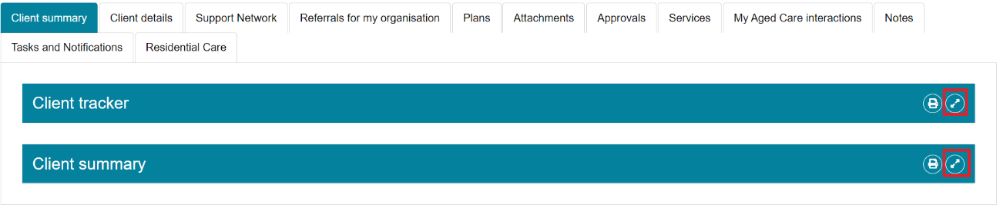 Client summary Client details Support Network Referrals for my organisation Plans Attachments Approvals Services My Aged Care interactions Notes
Tasks and Notifications Residential Care
Client tracker
Client summary